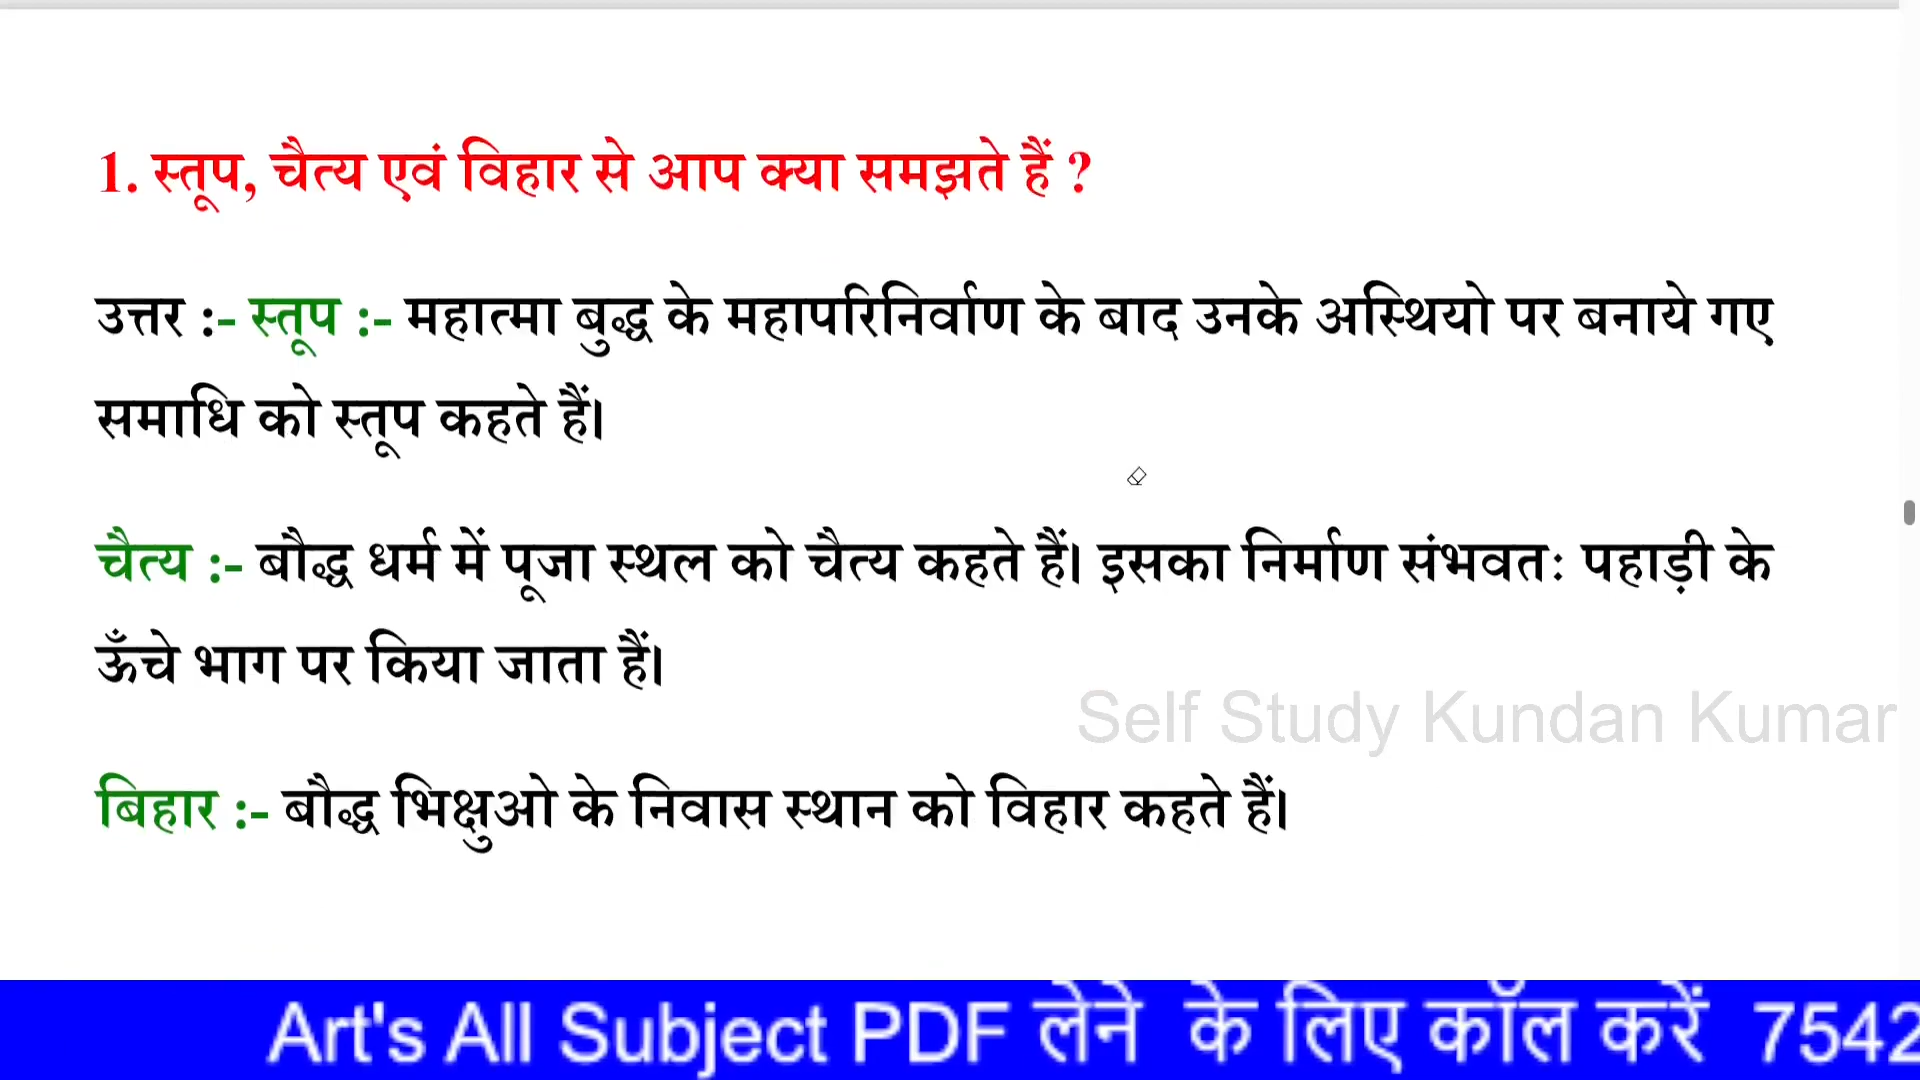 1. स्तूप, चैत्य एवं विहार से आप क्या समझते हैं ?
उत्तर :- स्तूप :- महात्मा बुद्ध के महापरिनिर्वाण के बाद उनके अस्थियो पर बनाये गए
समाधि को स्तूप कहते हैं।
चैत्य :- बौद्ध धर्म में पूजा स्थल को चैत्य कहते हैं। इसका निर्माण संभवतः पहाड़ी के
ऊँचे भाग पर किया जाता हैं।
Self Study Kundan Kumar
बिहार :- बौद्ध भिक्षुओ के निवास स्थान को विहार कहते हैं।
Art's All Subject PDF लेने के लिए कॉल करें 7542